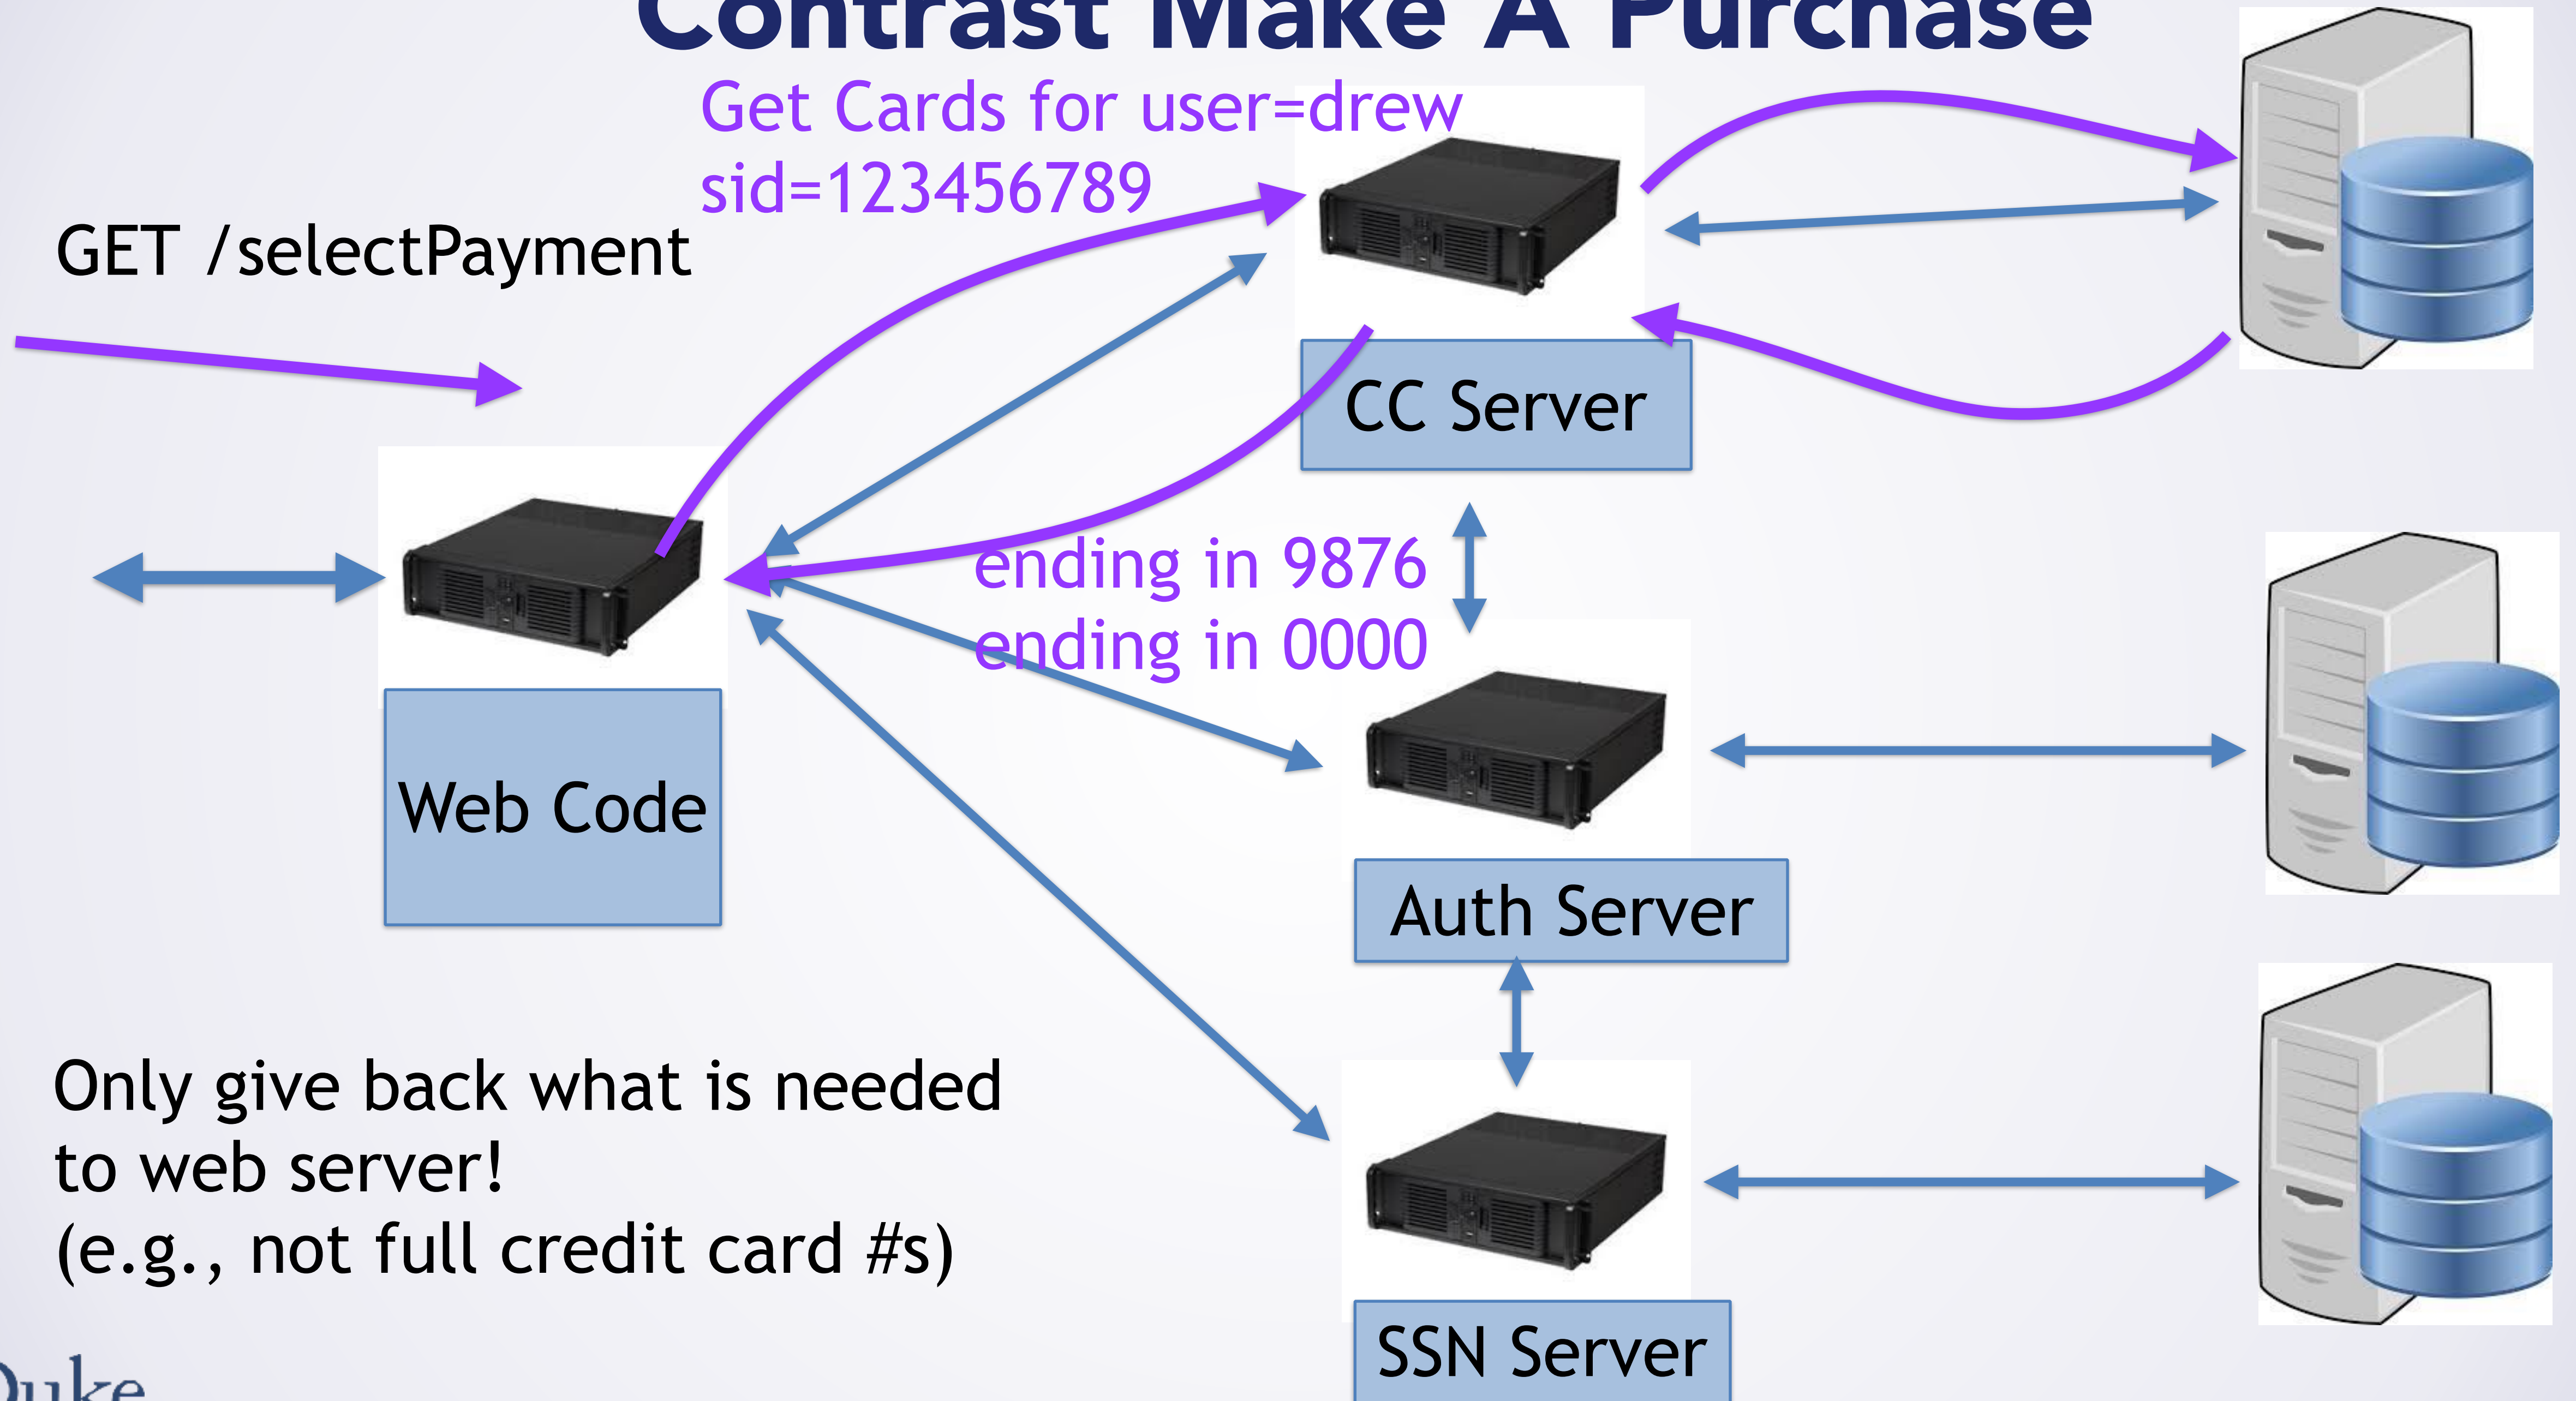 Contrast Make A Purchase
Get Cards for user=drew
sid=123456789
GET /selectPayment
CC Server
ending in 9876
ending in 0000
Web Code
Auth Server
Only give back what is needed
to web server!
(e.g., not full credit card #s)
SSN Server
Duke